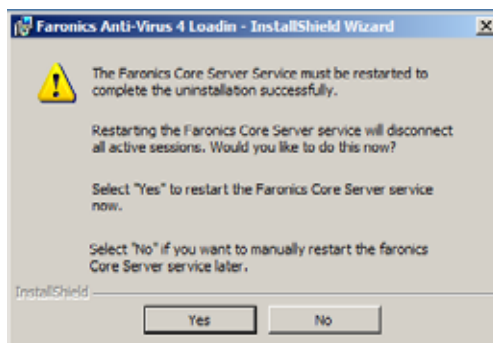 Faronics Anti-Virus 4 Loadin - InstallShield Wizard
The Faronics Core Server Service must be restarted to
complete the uninstallation successfully.
Restarting the Faronics Core Server service will disconnect
all active sessions. Would you like to do this now?
Select "Yes" to restart the Faronics Core Server service
now.
Select "No" if you want to manually restart the faronics
Core Server service later.
InstallShield
Yes
No